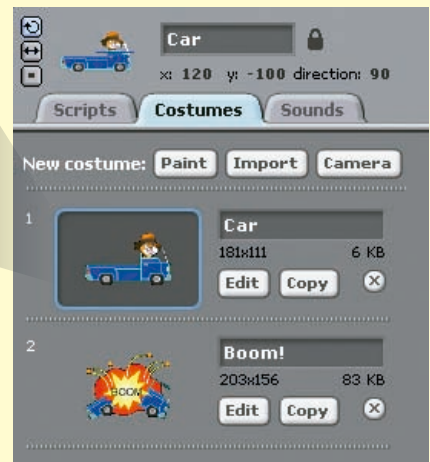 Car
x: 120 y: -100 direction: 90
Scripts Costumes Sounds
New costume: Paint Import Camera
1
Car
181x111 6 KB
Edit Copy
2
Boom!
BOOM
203x156 83 KB
Edit Copy